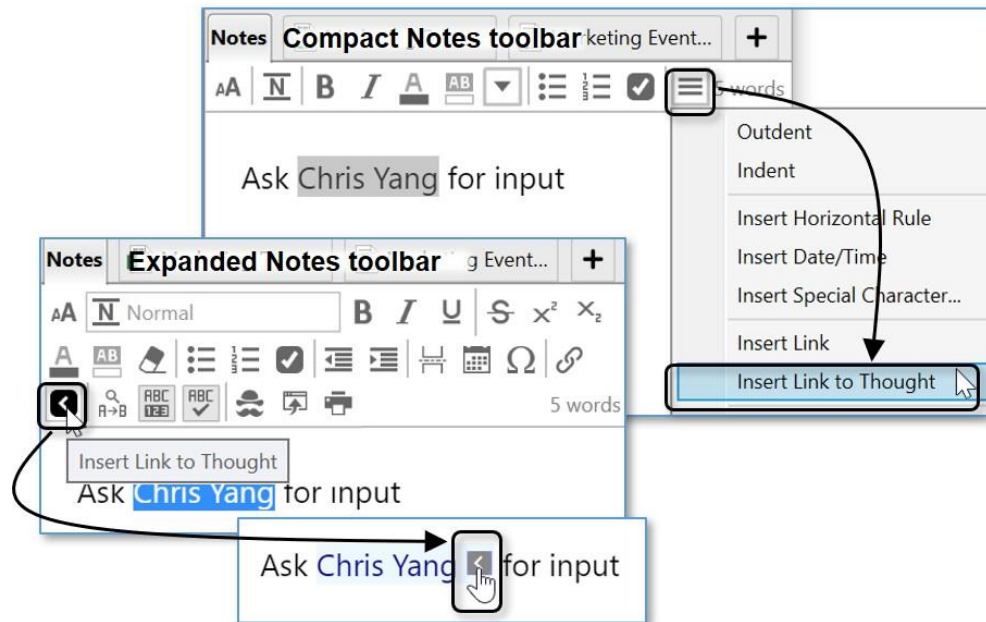 Notes Compact Notes toolbar keting Event... +
AA N B I A AB 5 words
Outdent
Indent
Ask Chris Yang for input
Insert Horizontal Rule
Insert Date/Time
Insert Special Character...
Insert Link
Insert Link to Thought
Notes Expanded Notes toolbar g Event... +
AA N Normal B I U S x² x₂
A AB 1 2 3 Ω
A→B ABC 123 ABC 5 words
Insert Link to Thought
Ask Chris Yang for input
Ask Chris Yang for input